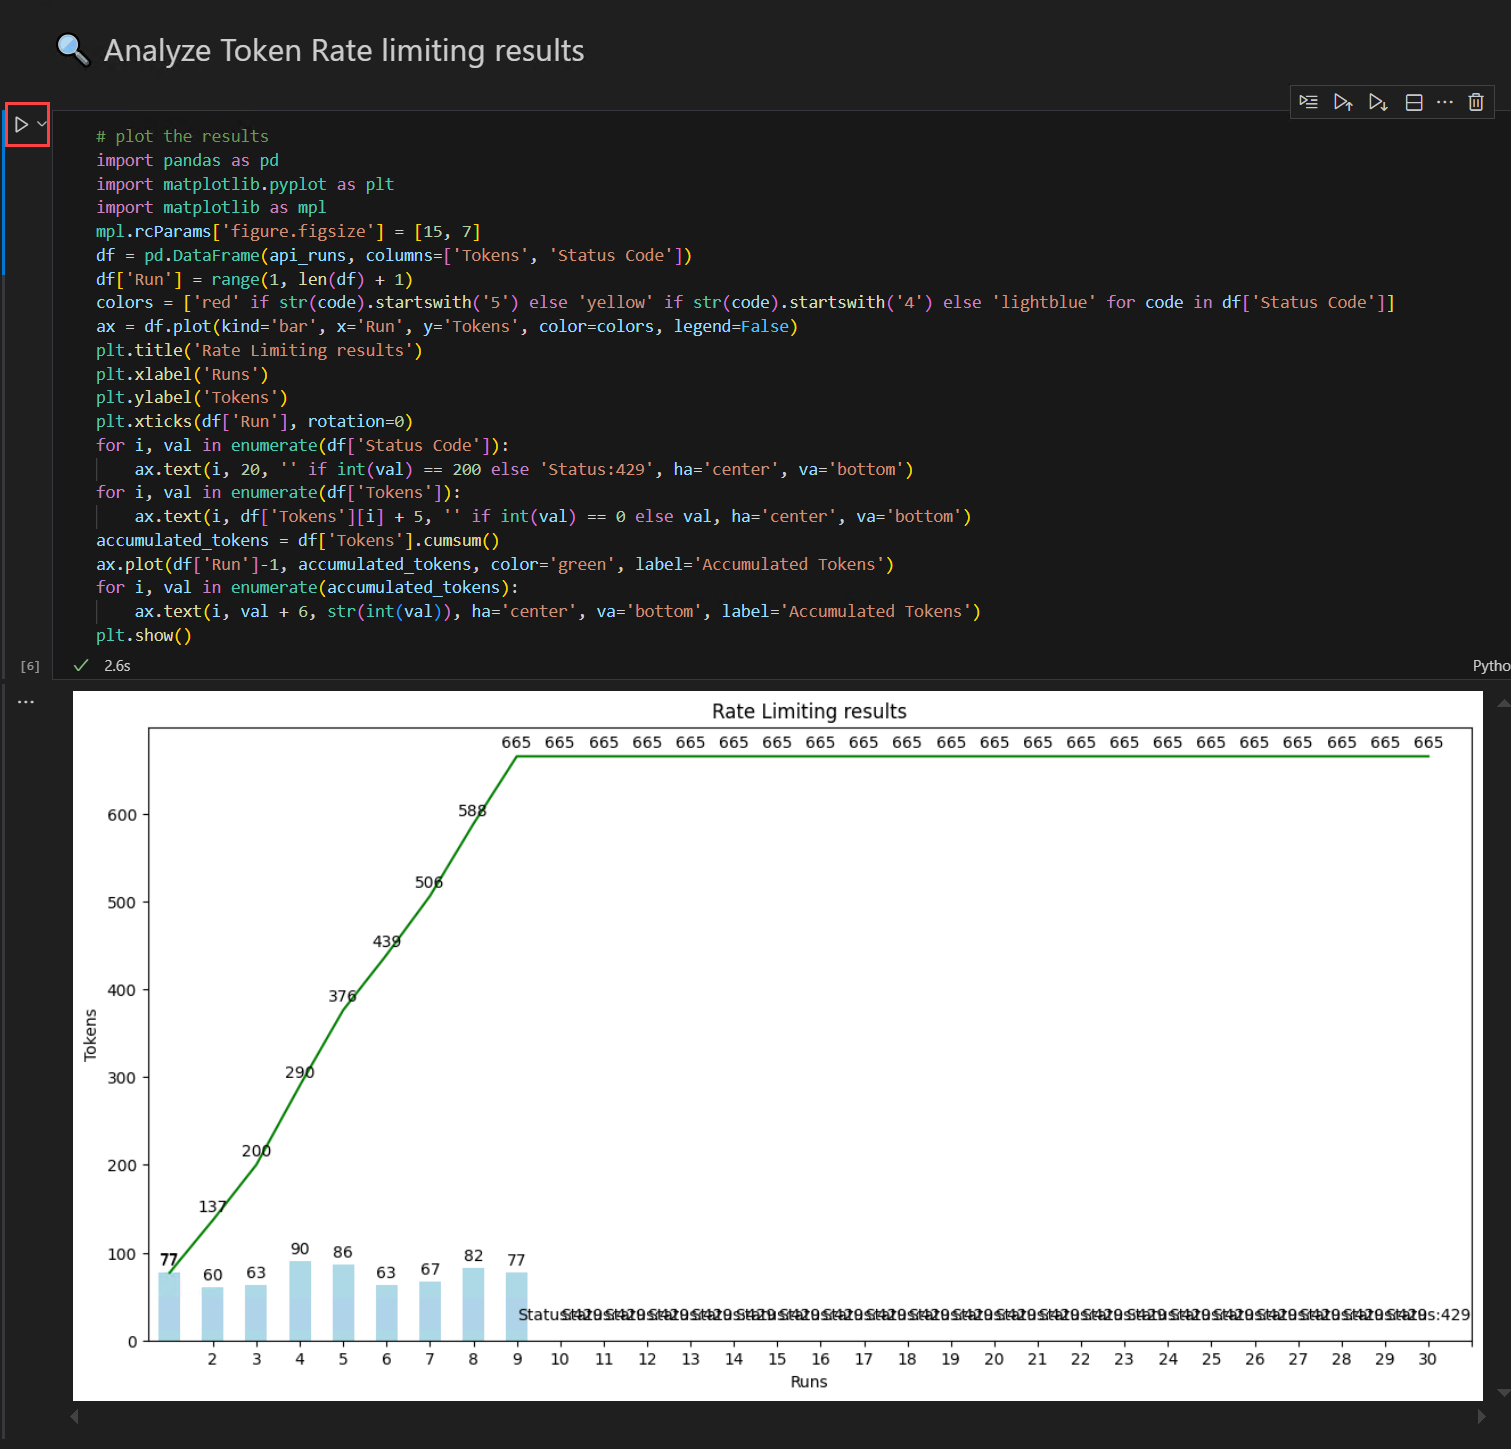 Analyze Token Rate limiting results
# plot the results
import pandas as pd
import matplotlib.pyplot as plt
import matplotlib as mpl
mpl.rcParams['figure.figsize'] = [15, 7]
df = pd.DataFrame(api_runs, columns=['Tokens', 'Status Code'])
df['Run'] = range(1, len(df) + 1)
colors = ['red' if str(code).startswith('5') else 'yellow' if str(code).startswith('4') else 'lightblue' for code in df['Status Code']]
ax = df.plot(kind='bar', x='Run', y='Tokens', color=colors, legend=False)
plt.title('Rate Limiting results')
plt.xlabel('Runs')
plt.ylabel('Tokens')
plt.xticks(df['Run'], rotation=0)
for i, val in enumerate(df['Status Code']):
    ax.text(i, 20, '' if int(val) == 200 else 'Status:429', ha='center', va='bottom')
for i, val in enumerate(df['Tokens']):
    ax.text(i, df['Tokens'][i] + 5, '' if int(val) == 0 else val, ha='center', va='bottom')
accumulated_tokens = df['Tokens'].cumsum()
ax.plot(df['Run']-1, accumulated_tokens, color='green', label='Accumulated Tokens')
for i, val in enumerate(accumulated_tokens):
    ax.text(i, val + 6, str(int(val)), ha='center', va='bottom', label='Accumulated Tokens')
plt.show()
[6] 2.6s Pytho
Rate Limiting results
665 665 665 665 665 665 665 665 665 665 665 665 665 665 665 665 665 665 665 665 665 665
600
588
500
506
439
400
376
300
290
200
200
137
100
77
60 63 90 86 63 67 82 77
Status:429
0
2 3 4 5 6 7 8 9 10 11 12 13 14 15 16 17 18 19 20 21 22 23 24 25 26 27 28 29 30
Runs
Tokens